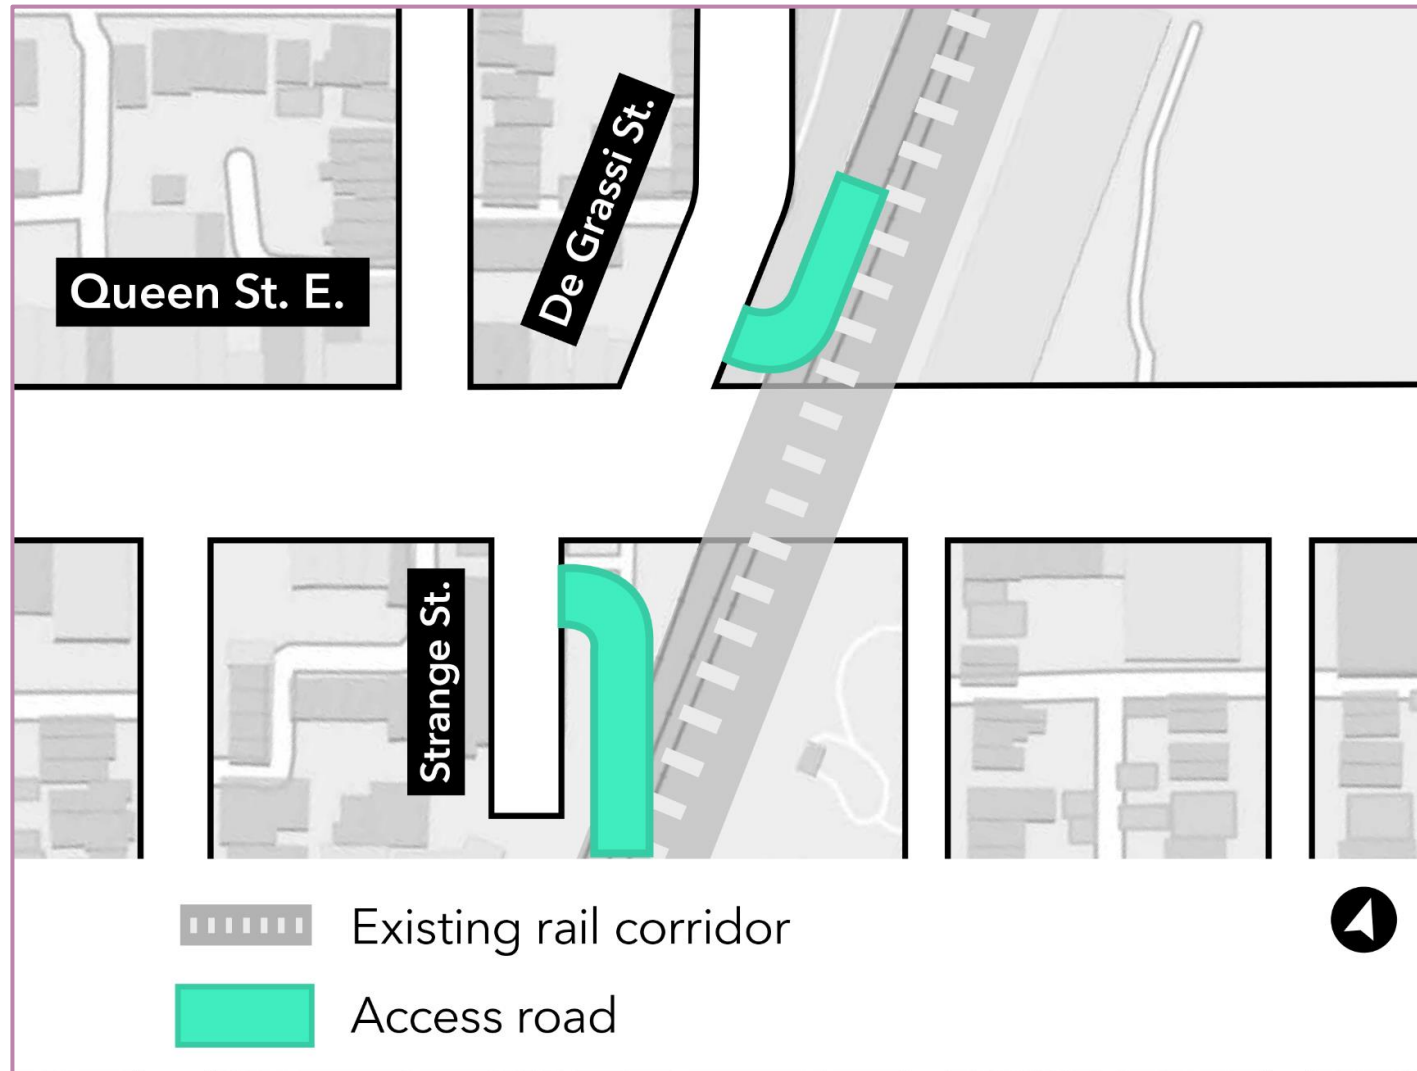 De Grassi St.
Queen St. E.
Strange St.
Existing rail corridor
Access road